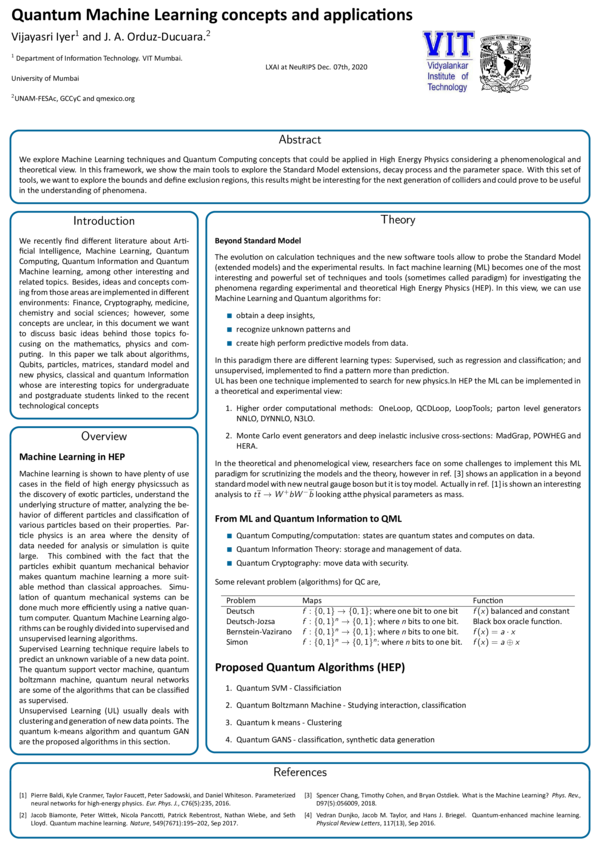 Quantum Machine Learning concepts and applications
Vijayasri Iyer1 and J. A. Orduz-Ducuara.2
1 Department of Information Technology. VIT Mumbai.
University of Mumbai
2UNAM-FESAc, GCCyC and qmexico.org
LXAI at NeuRIPS Dec. 07th, 2020
VIT
Vidyalankar
Institute of
Technology
Abstract
We explore Machine Learning techniques and Quantum Computing concepts that could be applied in High Energy Physics considering a phenomenological and
theoretical view. In this framework, we show the main tools to explore the Standard Model extensions, decay process and the parameter space. With this set of
tools, we want to explore the bounds and define exclusion regions, this results might be interesting for the next generation of colliders and could prove to be useful
in the understanding of phenomena.
Introduction
We recently find different literature about Arti-
ficial Intelligence, Machine Learning, Quantum
Computing, Quantum Information and Quantum
Machine learning, among other interesting and
related topics. Besides, ideas and concepts com-
ing from those areas are implemented in different
environments: Finance, Cryptography, medicine,
chemistry and social sciences; however, some
concepts are unclear, in this document we want
to discuss basic ideas behind those topics fo-
cusing on the mathematics, physics and com-
puting. In this paper we talk about algorithms,
Qubits, particles, matrices, standard model and
new physics, classical and quantum Information
whose are interesting topics for undergraduate
and postgraduate students linked to the recent
technological concepts
Overview
Machine Learning in HEP
Machine learning is shown to have plenty of use
cases in the field of high energy physicssuch as
the discovery of exotic particles, understand the
underlying structure of matter, analyzing the be-
havior of different particles and classification of
various particles based on their properties. Par-
ticle physics is an area where the density of
data needed for analysis or simulation is quite
large. This combined with the fact that the
particles exhibit quantum mechanical behavior
makes quantum machine learning a more suit-
able method than classical approaches. Simu-
lation of quantum mechanical systems can be
done much more efficiently using a native quan-
tum computer. Quantum Machine Learning algo-
rithms can be roughly divided into supervised and
unsupervised learning algorithms.
Supervised Learning technique require labels to
predict an unknown variable of a new data point.
The quantum support vector machine, quantum
boltzmann machine, quantum neural networks
are some of the algorithms that can be classified
as supervised.
Unsupervised Learning (UL) usually deals with
clustering and generation of new data points. The
quantum k-means algorithm and quantum GAN
are the proposed algorithms in this section.
Theory
Beyond Standard Model
The evolution on calculation techniques and the new software tools allow to probe the Standard Model
(extended models) and the experimental results. In fact machine learning (ML) becomes one of the most
interesting and powerful set of techniques and tools (sometimes called paradigm) for investigating the
phenomena regarding experimental and theoretical High Energy Physics (HEP). In this view, we can use
Machine Learning and Quantum algorithms for:
■ obtain a deep insights,
■ recognize unknown patterns and
■ create high perform predictive models from data.
In this paradigm there are different learning types: Supervised, such as regression and classification; and
unsupervised, implemented to find a pattern more than prediction.
UL has been one technique implemented to search for new physics.In HEP the ML can be implemented in
a theoretical and experimental view:
1. Higher order computational methods: OneLoop, QCDLoop, LoopTools; parton level generators
NNLO, DYNNLO, N3LO.
2. Monte Carlo event generators and deep inelastic inclusive cross-sections: MadGrap, POWHEG and
HERA.
In the theoretical and phenomelogical view, researchers face on some challenges to implement this ML
paradigm for scrutinizing the models and the theory, however in ref. [3] shows an application in a beyond
standard model with new neutral gauge boson but it is toy model. Actually in ref. [1] is shown an interesting
analysis to tt̄ → W⁺bW⁻b̄ looking atthe physical parameters as mass.
From ML and Quantum Information to QML
■ Quantum Computing/computation: states are quantum states and computes on data.
■ Quantum Information Theory: storage and management of data.
■ Quantum Cryptography: move data with security.
Some relevant problem (algorithms) for QC are,
Problem Maps Function
Deutsch f : {0, 1} → {0, 1}; where one bit to one bit f(x) balanced and constant
Deutsch-Jozsa f : {0, 1}ⁿ → {0, 1}; where n bits to one bit. Black box oracle function.
Bernstein-Vazirano f : {0, 1}ⁿ → {0, 1}; where n bits to one bit. f(x) = a · x
Simon f : {0, 1}ⁿ → {0, 1}ⁿ; where n bits to one bit. f(x) = a ⊕ x
Proposed Quantum Algorithms (HEP)
1. Quantum SVM - Classificiation
2. Quantum Boltzmann Machine - Studying interaction, classification
3. Quantum k means - Clustering
4. Quantum GANS - classification, synthetic data generation
References
[1] Pierre Baldi, Kyle Cranmer, Taylor Faucett, Peter Sadowski, and Daniel Whiteson. Parameterized
neural networks for high-energy physics. Eur. Phys. J., C76(5):235, 2016.
[2] Jacob Biamonte, Peter Wittek, Nicola Pancotti, Patrick Rebentrost, Nathan Wiebe, and Seth
Lloyd. Quantum machine learning. Nature, 549(7671):195–202, Sep 2017.
[3] Spencer Chang, Timothy Cohen, and Bryan Ostdiek. What is the Machine Learning? Phys. Rev.,
D97(5):056009, 2018.
[4] Vedran Dunjko, Jacob M. Taylor, and Hans J. Briegel. Quantum-enhanced machine learning.
Physical Review Letters, 117(13), Sep 2016.